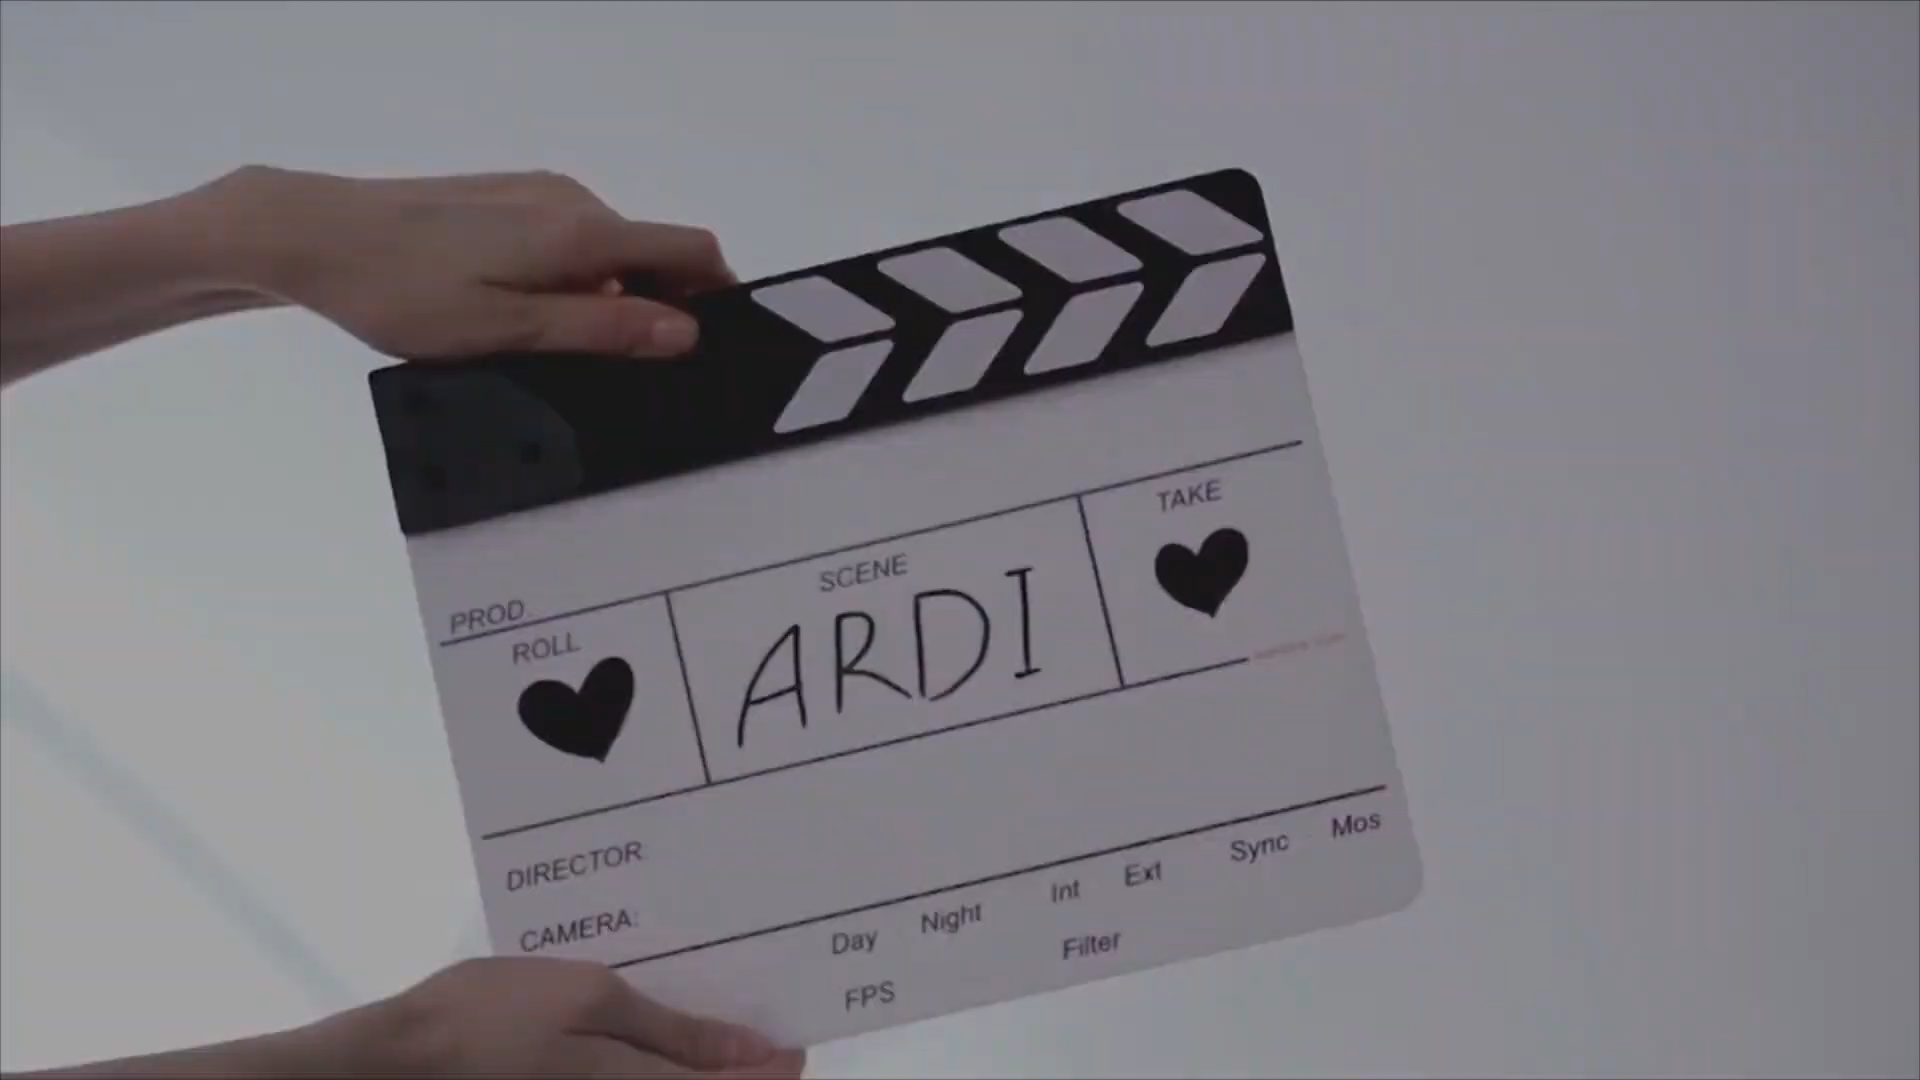 PROD.
ROLL SCENE TAKE
ARDI
DIRECTOR
CAMERA:
Day Night Int Ext Sync Mos
FPS Filter